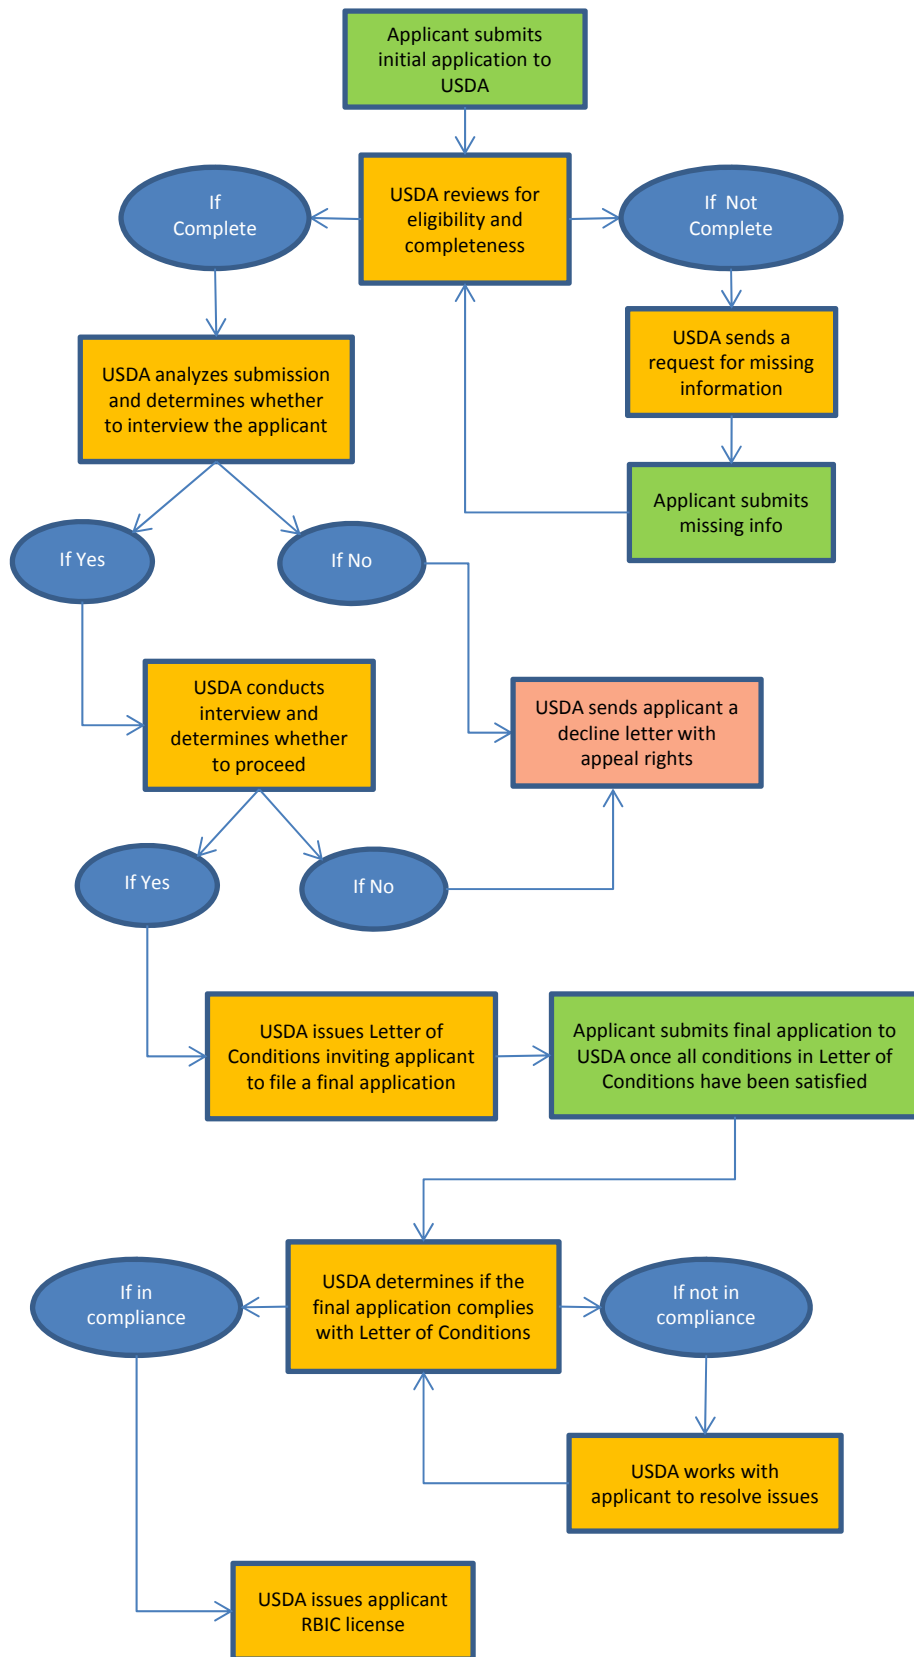 Applicant submits
initial application to
USDA
If
Complete
USDA reviews for
eligibility and
completeness
If Not
Complete
USDA sends a
request for missing
information
USDA analyzes submission
and determines whether
to interview the applicant
Applicant submits
missing info
If Yes
If No
USDA conducts
interview and
determines whether
to proceed
USDA sends applicant a
decline letter with
appeal rights
If Yes
If No
USDA issues Letter of
Conditions inviting applicant
to file a final application
Applicant submits final application to
USDA once all conditions in Letter of
Conditions have been satisfied
If in
compliance
USDA determines if the
final application complies
with Letter of Conditions
If not in
compliance
USDA works with
applicant to resolve issues
USDA issues applicant
RBIC license